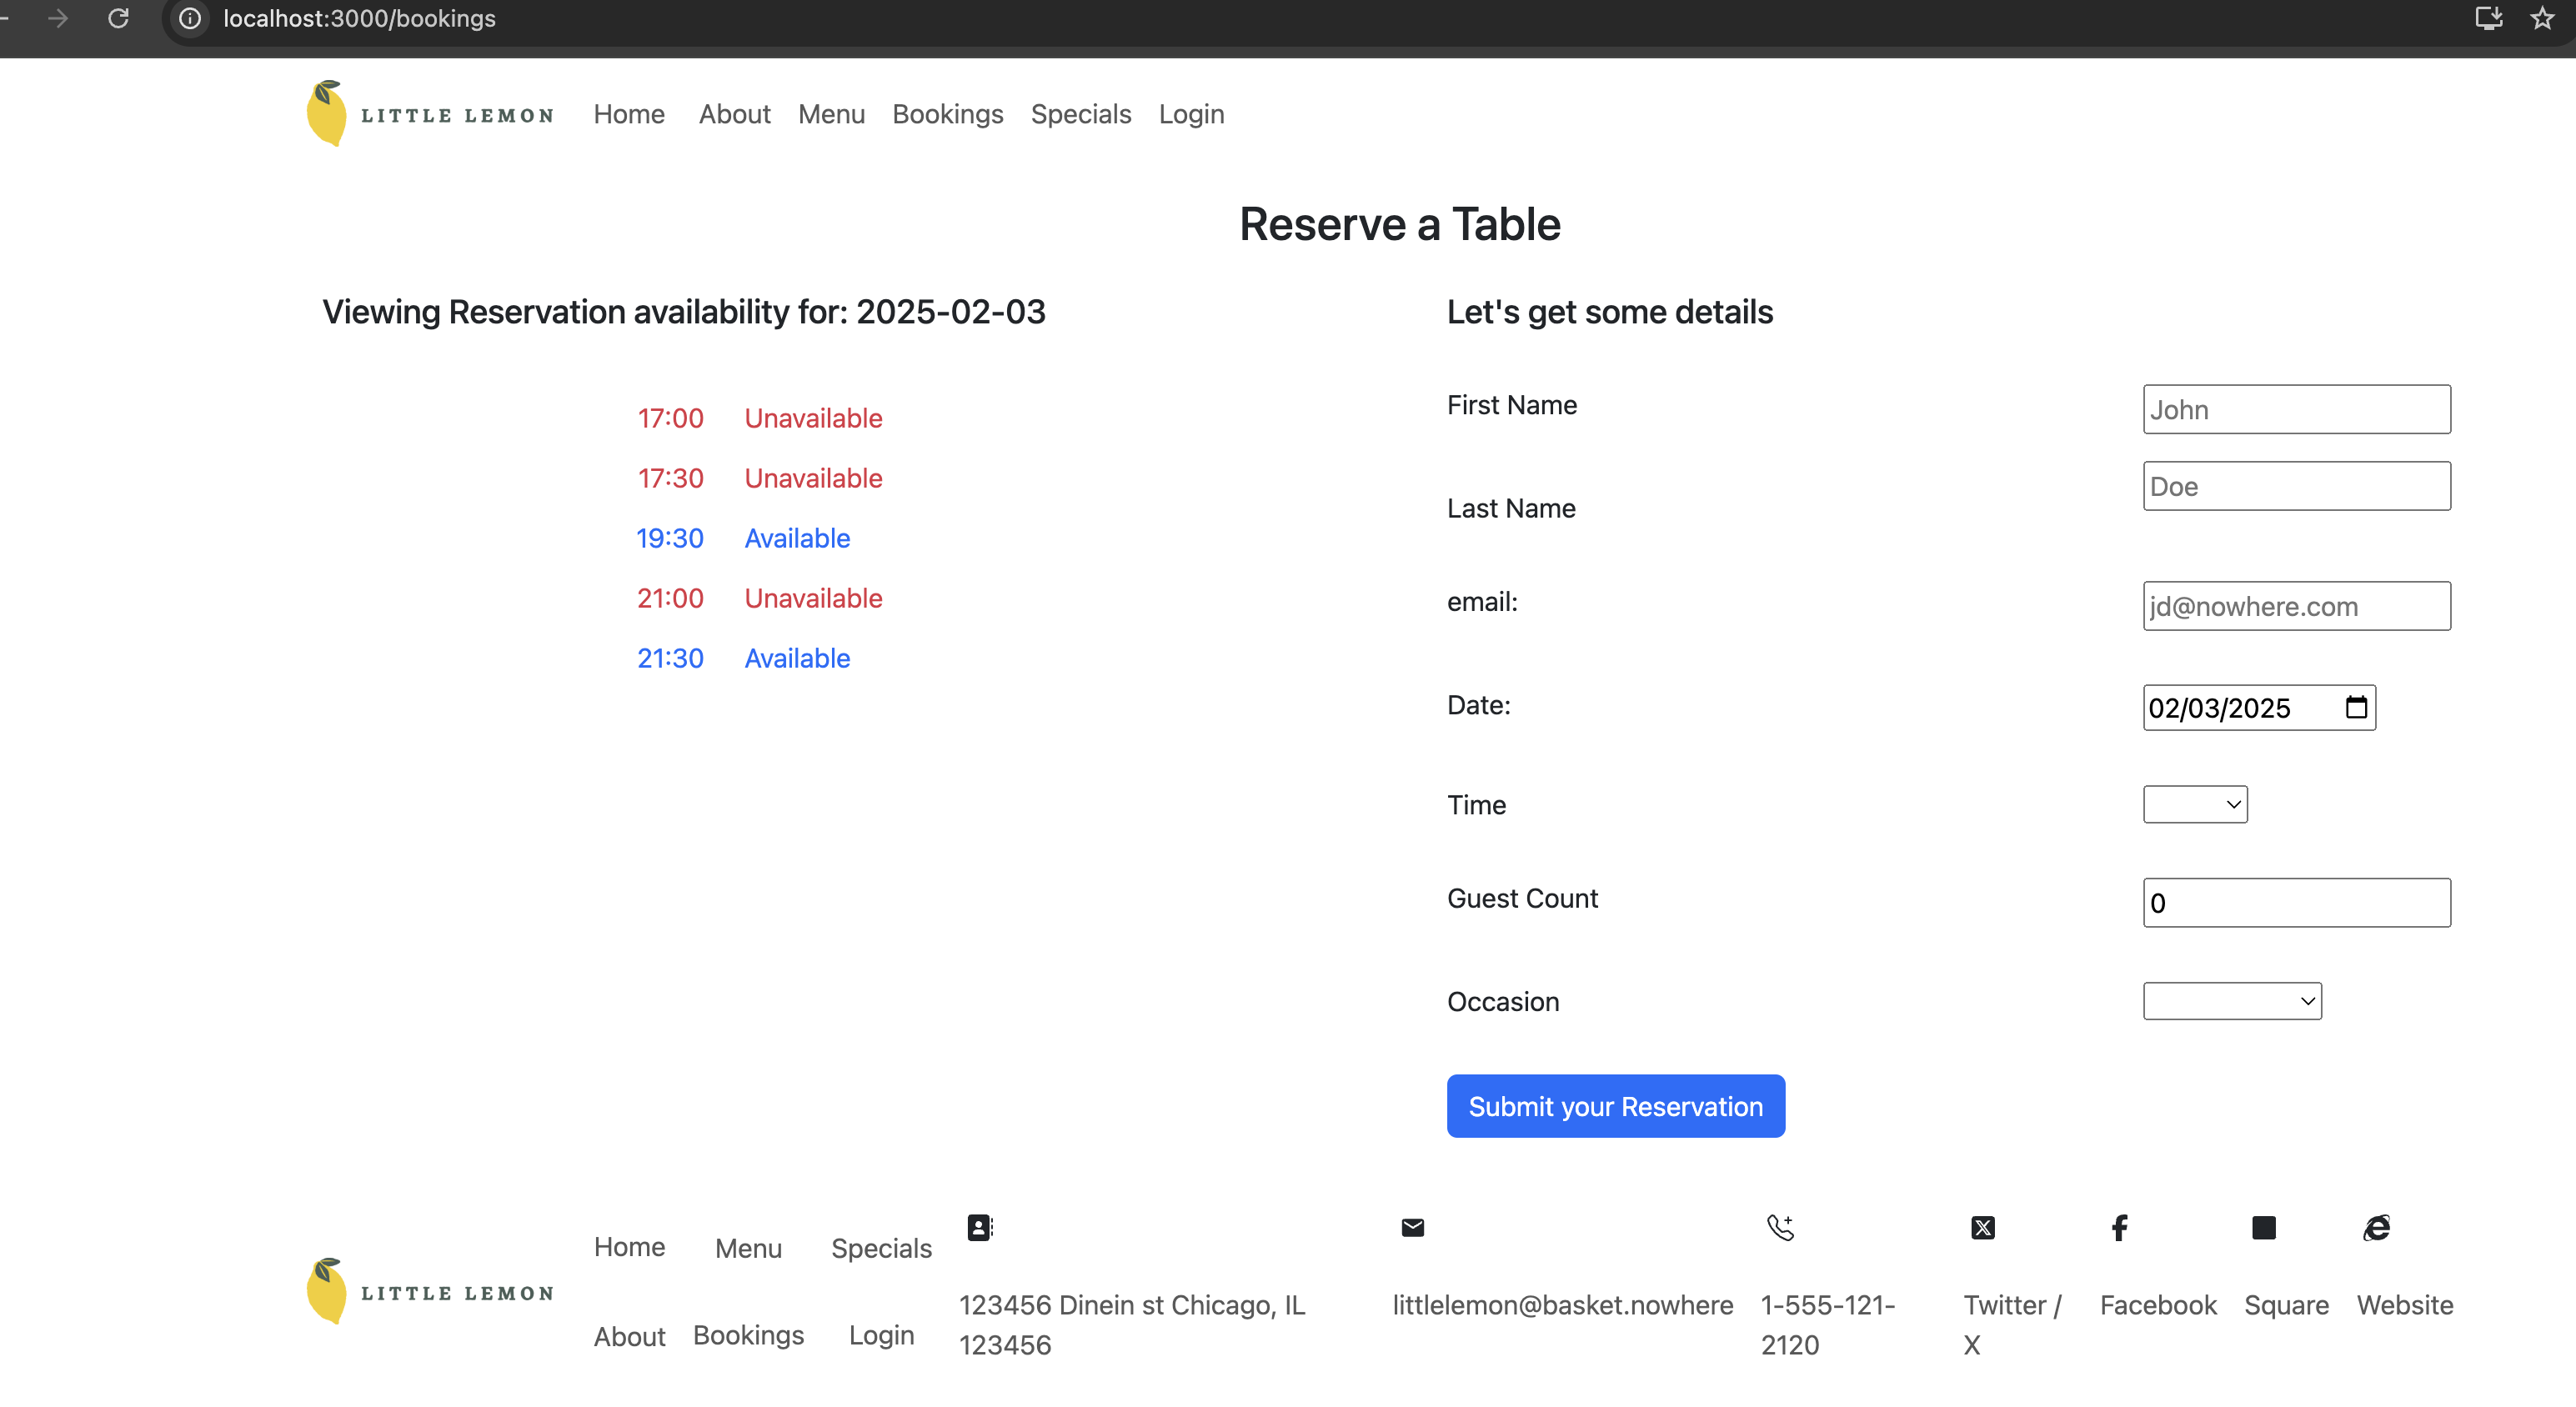 localhost:3000/bookings
LITTLE LEMON Home About Menu Bookings Specials Login
Reserve a Table
Viewing Reservation availability for: 2025-02-03
17:00 Unavailable
17:30 Unavailable
19:30 Available
21:00 Unavailable
21:30 Available
Let's get some details
First Name John
Last Name Doe
email: jd@nowhere.com
Date: 02/03/2025
Time
Guest Count 0
Occasion
Submit your Reservation
LITTLE LEMON
Home Menu Specials
About Bookings Login
123456 Dinein st Chicago, IL
123456
littlelemon@basket.nowhere
1-555-121-
2120
Twitter /
X
Facebook
Square
Website